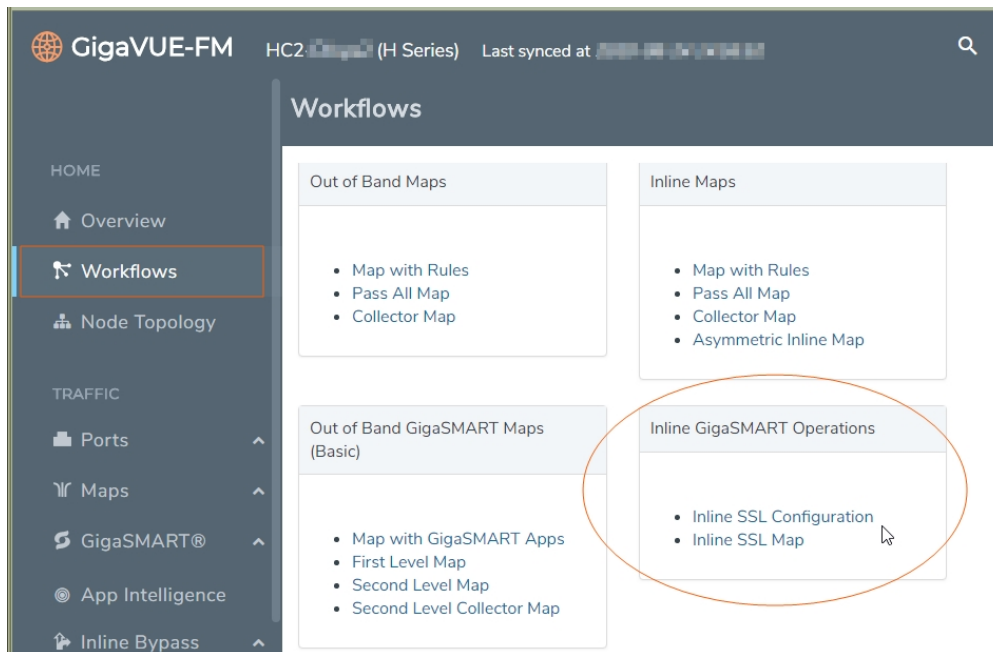 GigaVUE-FM
HC2 (H Series) Last synced at
Workflows
HOME
Overview
Workflows
Node Topology
TRAFFIC
Ports
Maps
GigaSMART®
App Intelligence
Inline Bypass
Out of Band Maps
• Map with Rules
• Pass All Map
• Collector Map
Inline Maps
• Map with Rules
• Pass All Map
• Collector Map
• Asymmetric Inline Map
Out of Band GigaSMART Maps
(Basic)
• Map with GigaSMART Apps
• First Level Map
• Second Level Map
• Second Level Collector Map
Inline GigaSMART Operations
• Inline SSL Configuration
• Inline SSL Map